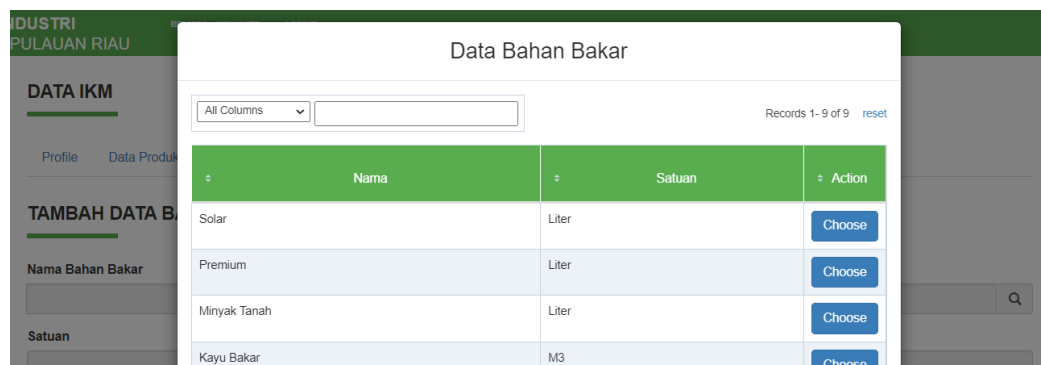 NDUSTRI
PULAUAN RIAU
Data Bahan Bakar
DATA IKM
All Columns
Records 1- 9 of 9 reset
Profile Data Produk
Nama Satuan Action
TAMBAH DATA BA
Solar Liter Choose
Premium Liter Choose
Nama Bahan Bakar
Minyak Tanah Liter Choose
Satuan
Kayu Bakar M3 Choose